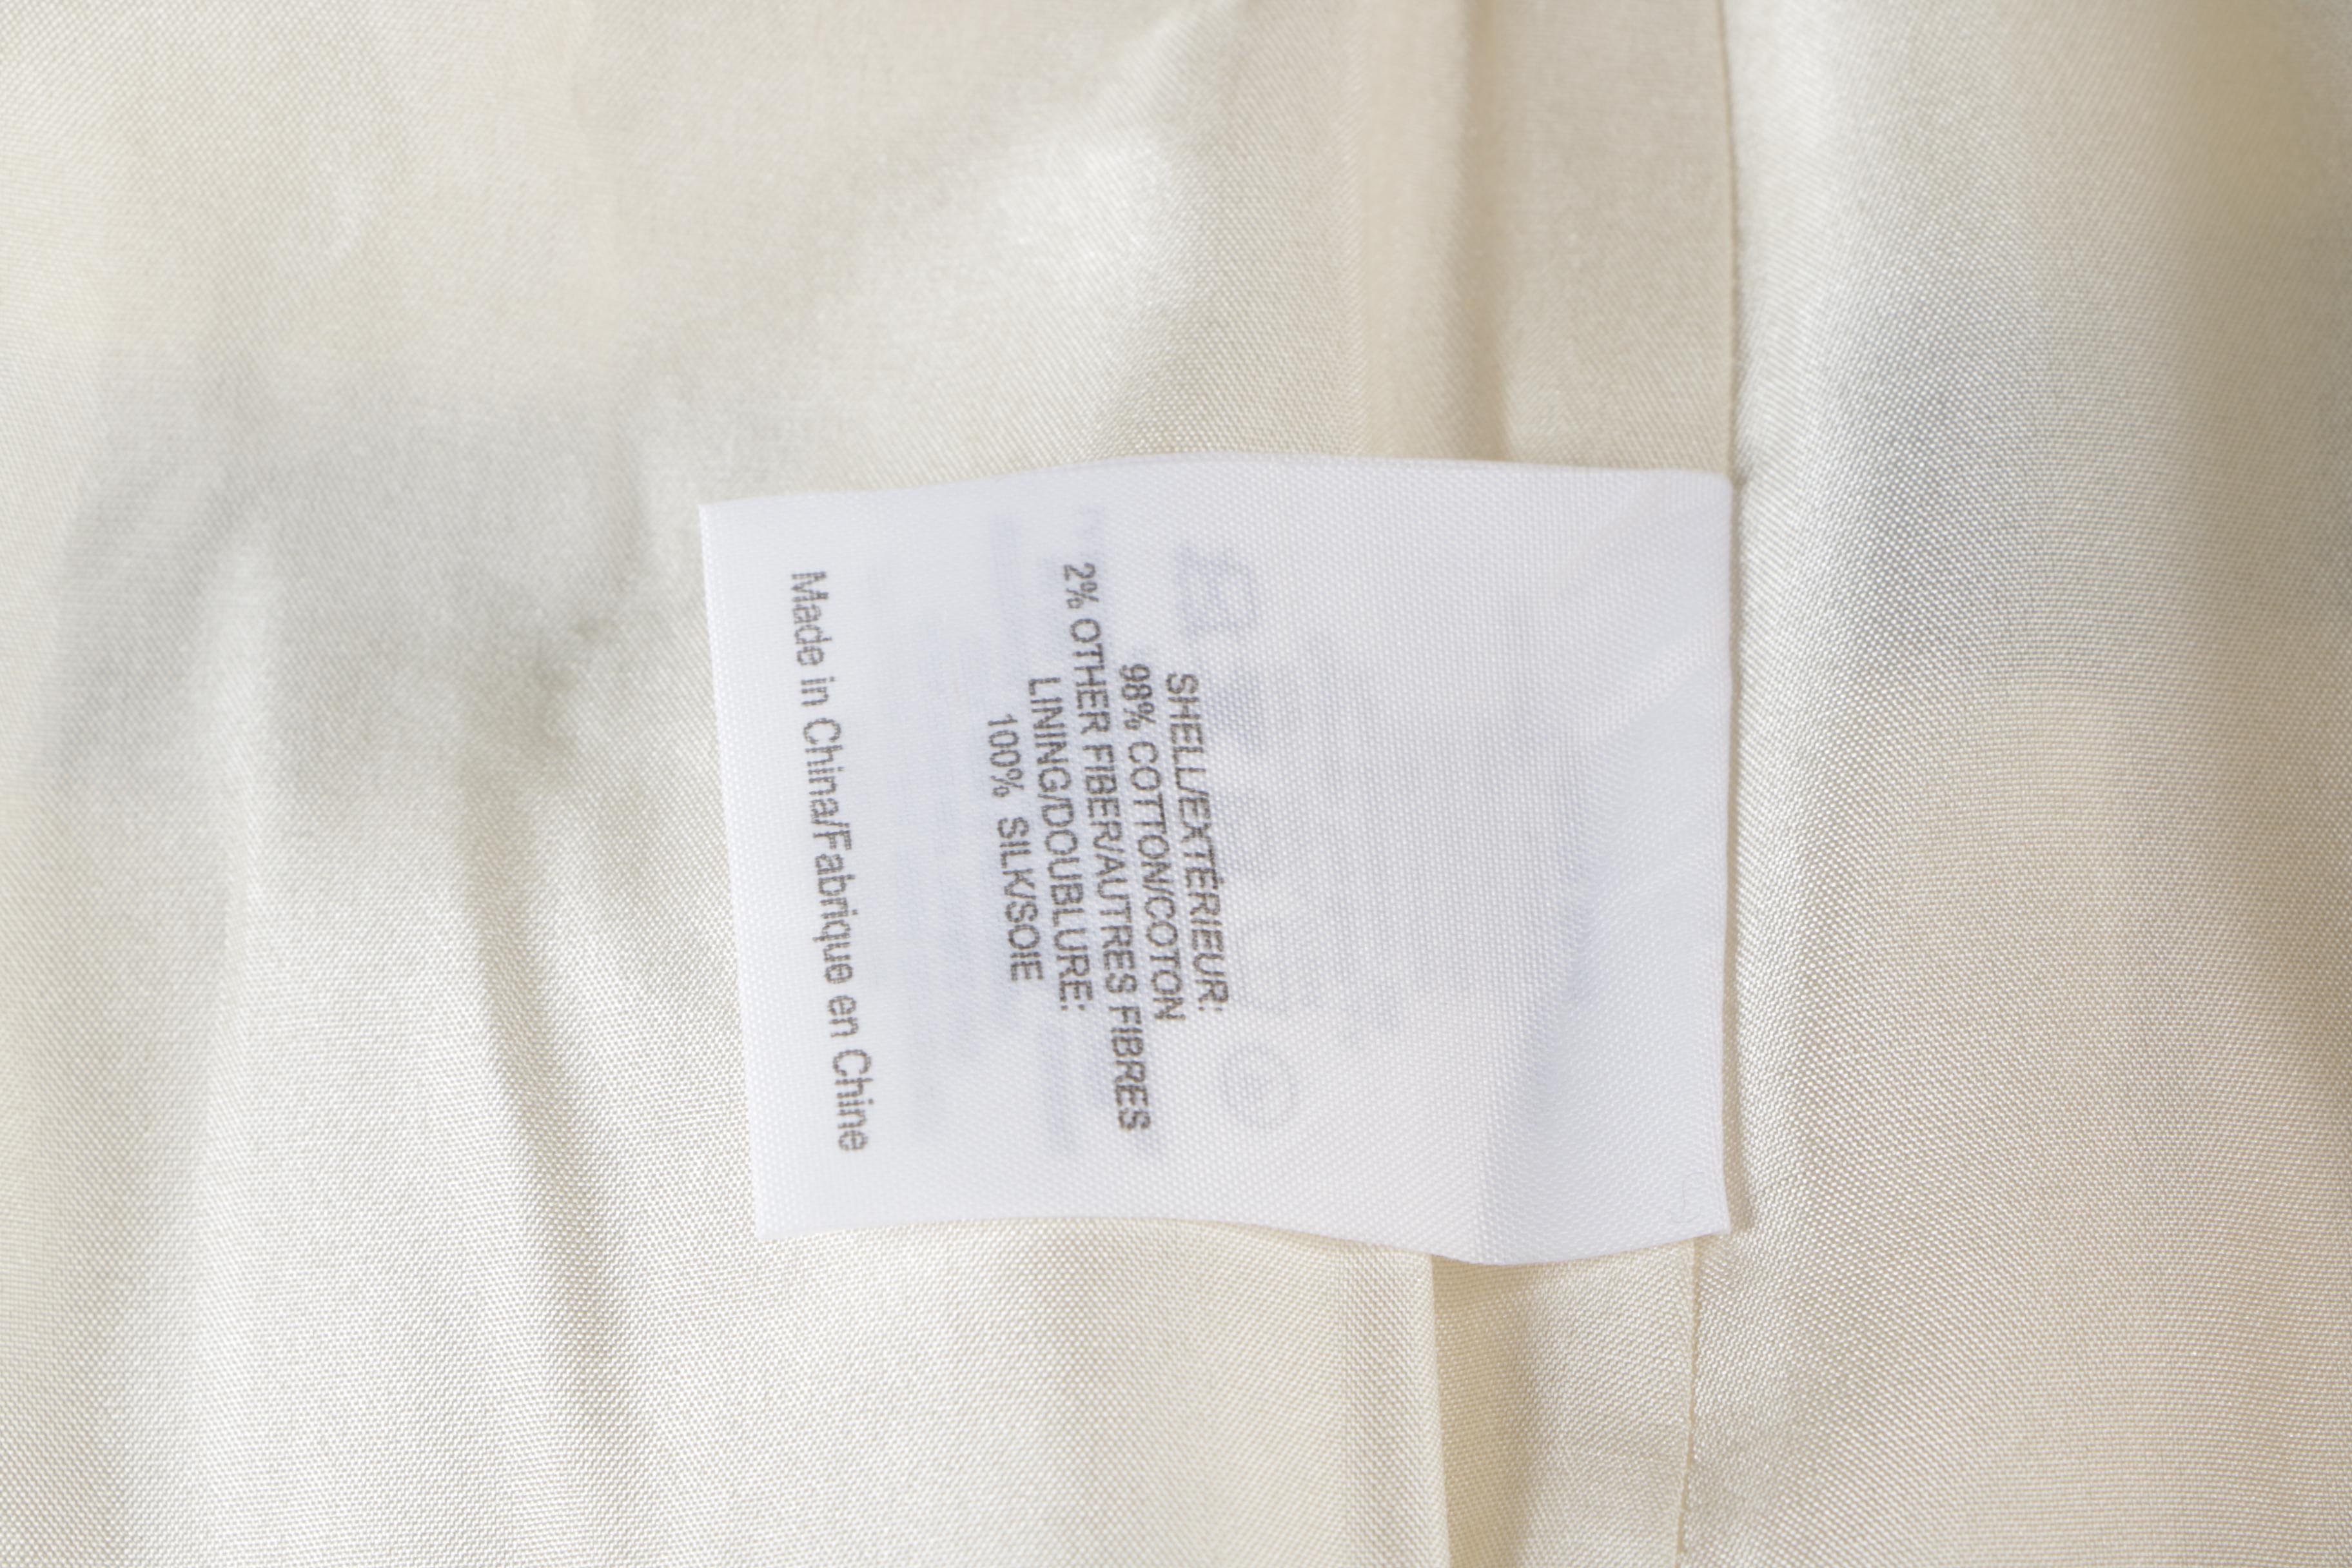 SHELL/EXTÉRIEUR:
98% COTTON/COTON
2% OTHER FIBER/AUTRES FIBRES
LINING/DOUBLURE:
100% SILK/SOIE
Made in China/Fabrique en Chine